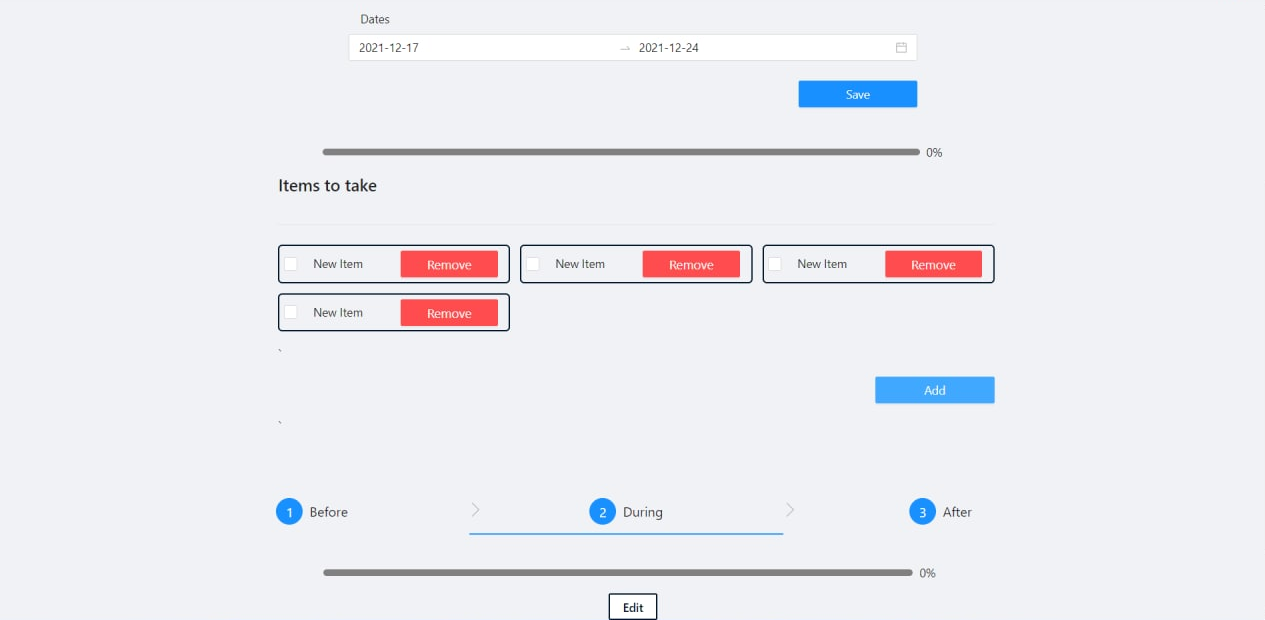 Dates
2021-12-17 → 2021-12-24
Save
0%
Items to take
New Item Remove New Item Remove New Item Remove
New Item Remove
`
Add
`
1 Before 2 During 3 After
0%
Edit